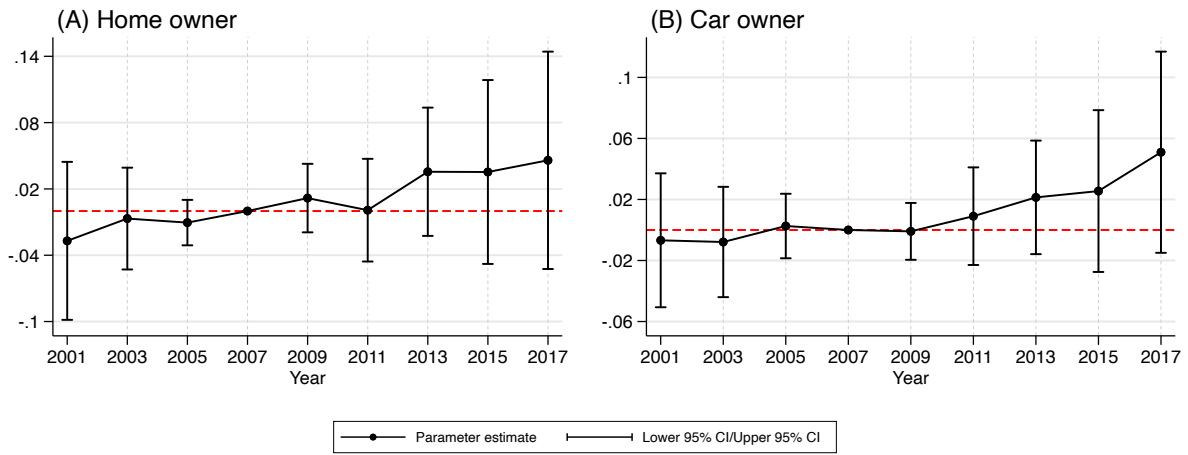 (A) Home owner
.14
.08
.02
-.04
-.1
2001 2003 2005 2007 2009 2011 2013 2015 2017
Year
(B) Car owner
.1
.06
.02
-.02
-.06
2001 2003 2005 2007 2009 2011 2013 2015 2017
Year
Parameter estimate Lower 95% CI/Upper 95% CI